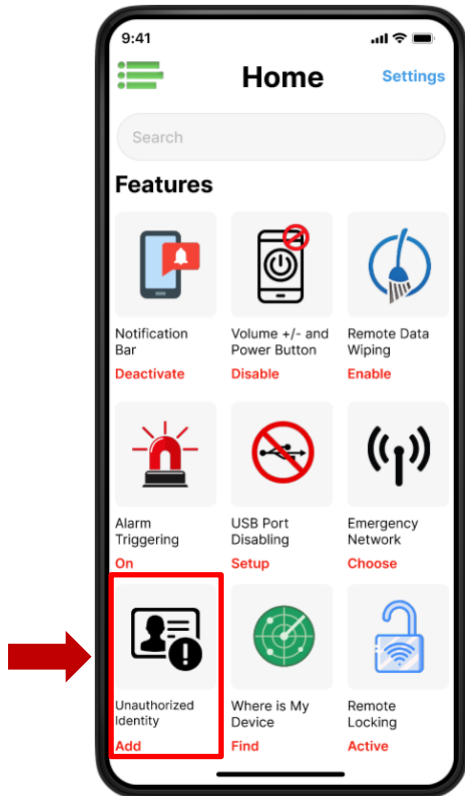 9:41
Home
Settings
Search
Features
Notification
Bar
Deactivate
Volume +/- and
Power Button
Disable
Remote Data
Wiping
Enable
Alarm
Triggering
On
USB Port
Disabling
Setup
Emergency
Network
Choose
Unauthorized
Identity
Add
Where is My
Device
Find
Remote
Locking
Active